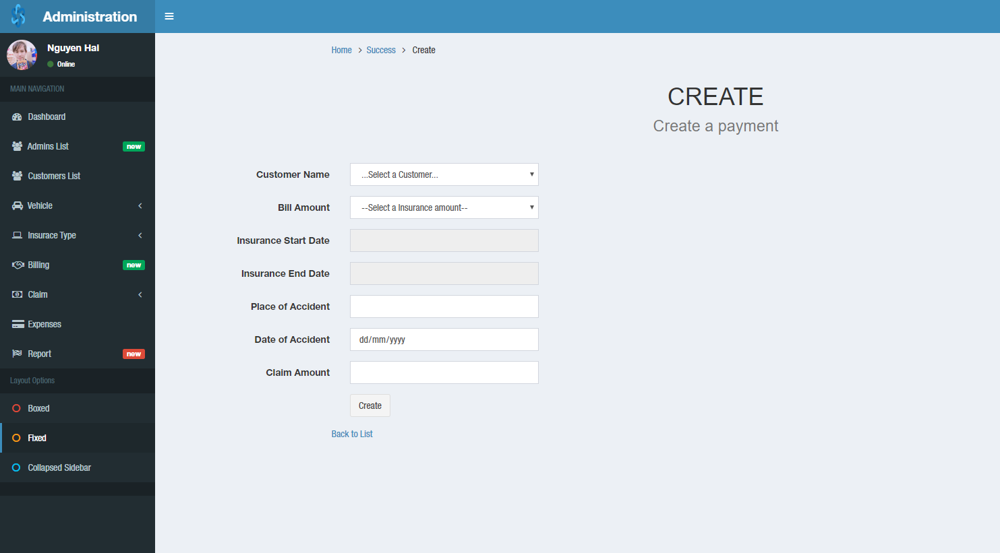 Administration
Nguyen Hai
Online
MAIN NAVIGATION
Dashboard
Admins List new
Customers List
Vehicle
Insurace Type
Billing new
Claim
Expenses
Report new
Layout Options
Boxed
Fixed
Collapsed Sidebar
Home > Success > Create
CREATE
Create a payment
Customer Name ...Select a Customer...
Bill Amount --Select a Insurance amount--
Insurance Start Date
Insurance End Date
Place of Accident
Date of Accident dd/mm/yyyy
Claim Amount
Create
Back to List